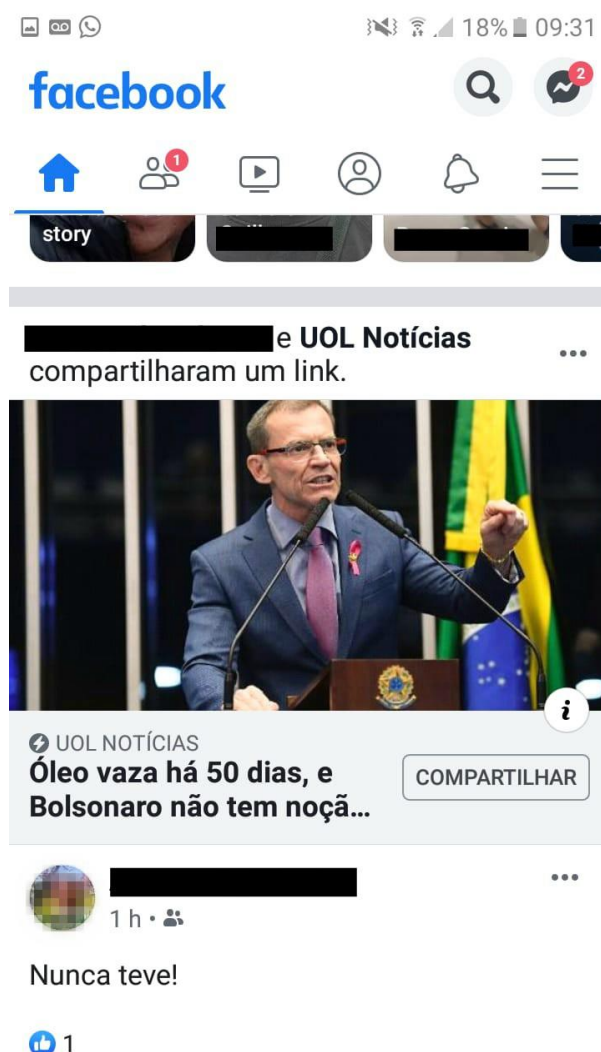 18% 09:31
facebook
2
1
story
e UOL Notícias
compartilharam um link.
UOL NOTÍCIAS
Óleo vaza há 50 dias, e
Bolsonaro não tem noçã...
COMPARTILHAR
1 h •
Nunca teve!
1